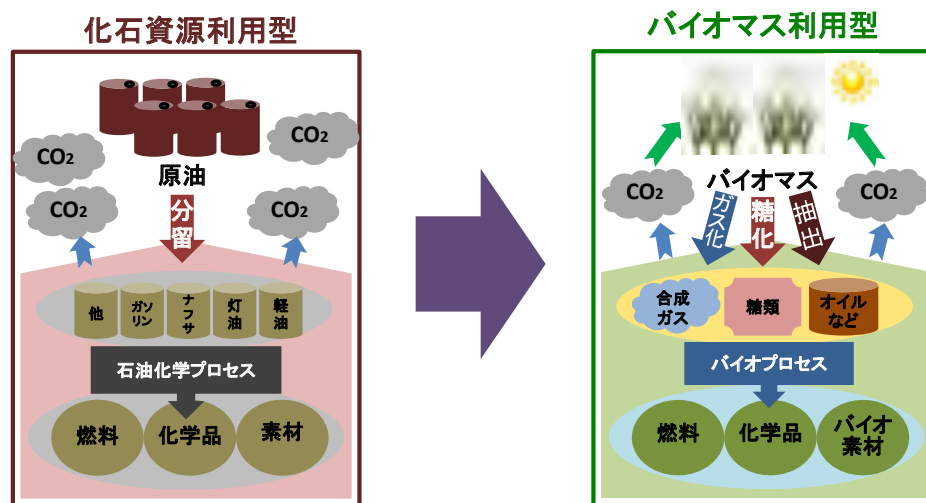 化石資源利用型
CO2
CO2
CO2
CO2
原油
分留
他
ガソ
リン
ナフサ
灯油
軽油
石油化学プロセス
燃料
化学品
素材
バイオマス利用型
CO2
CO2
バイオマス
ガス化
糖化
抽出
合成
ガス
糖類
オイル
など
バイオプロセス
燃料
化学品
バイオ
素材